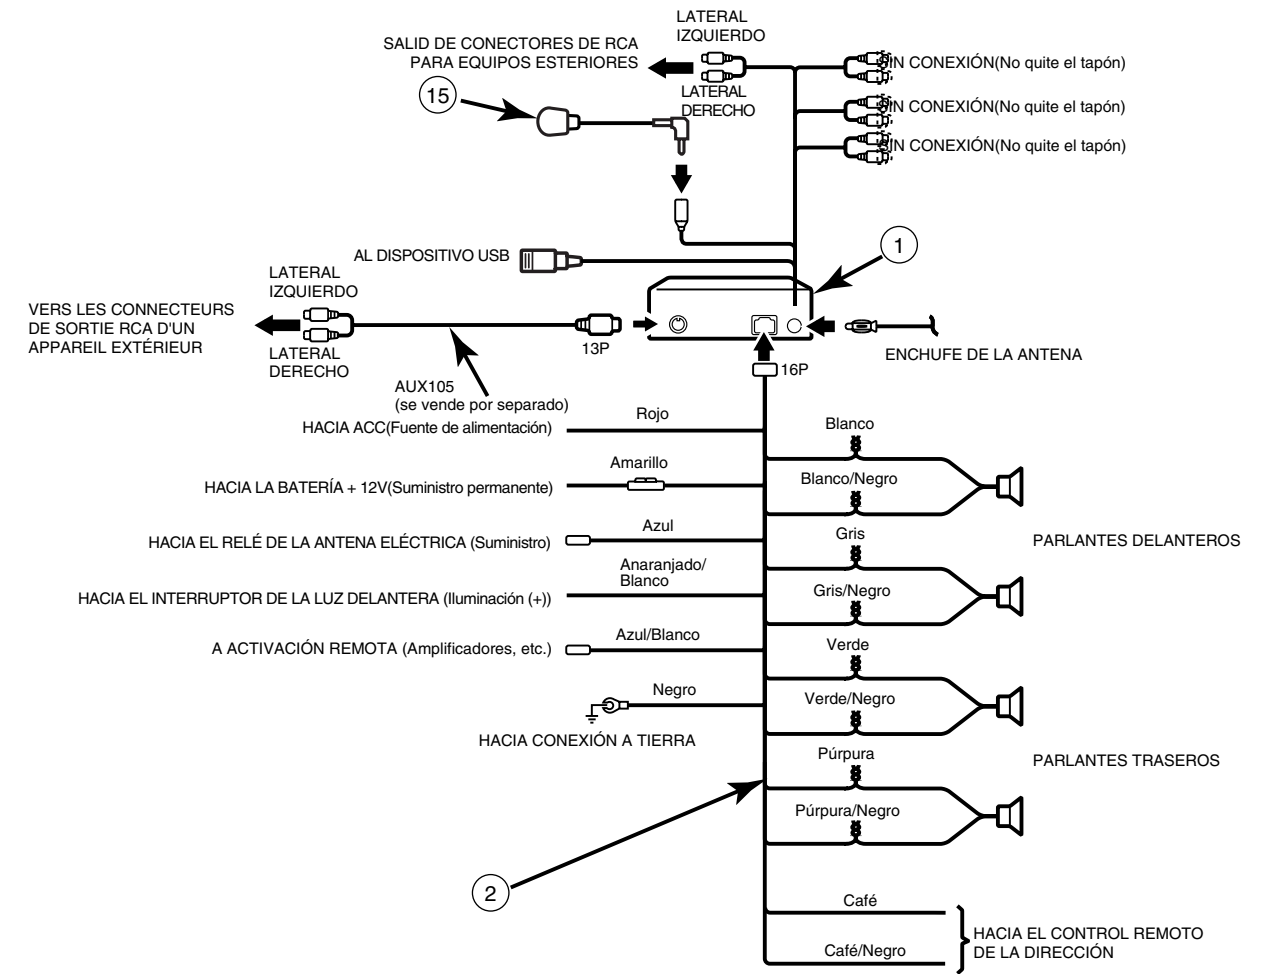 LATERAL
IZQUIERDO
SALID DE CONECTORES DE RCA
PARA EQUIPOS ESTERIORES
LATERAL
DERECHO
SIN CONEXIÓN(No quite el tapón)
SIN CONEXIÓN(No quite el tapón)
SIN CONEXIÓN(No quite el tapón)
15
1
AL DISPOSITIVO USB
LATERAL
IZQUIERDO
VERS LES CONNECTEURS
DE SORTIE RCA D'UN
APPAREIL EXTÉRIEUR
LATERAL
DERECHO
13P
ENCHUFE DE LA ANTENA
16P
AUX105
(se vende por separado)
Rojo
HACIA ACC(Fuente de alimentación)
Amarillo
HACIA LA BATERÍA + 12V(Suministro permanente)
Azul
HACIA EL RELÉ DE LA ANTENA ELÉCTRICA (Suministro)
Anaranjado/
Blanco
HACIA EL INTERRUPTOR DE LA LUZ DELANTERA (Iluminación (+))
Azul/Blanco
A ACTIVACIÓN REMOTA (Amplificadores, etc.)
Negro
HACIA CONEXIÓN A TIERRA
Blanco
Blanco/Negro
Gris
PARLANTES DELANTEROS
Gris/Negro
Verde
Verde/Negro
Púrpura
PARLANTES TRASEROS
Púrpura/Negro
2
Café
Café/Negro
HACIA EL CONTROL REMOTO
DE LA DIRECCIÓN